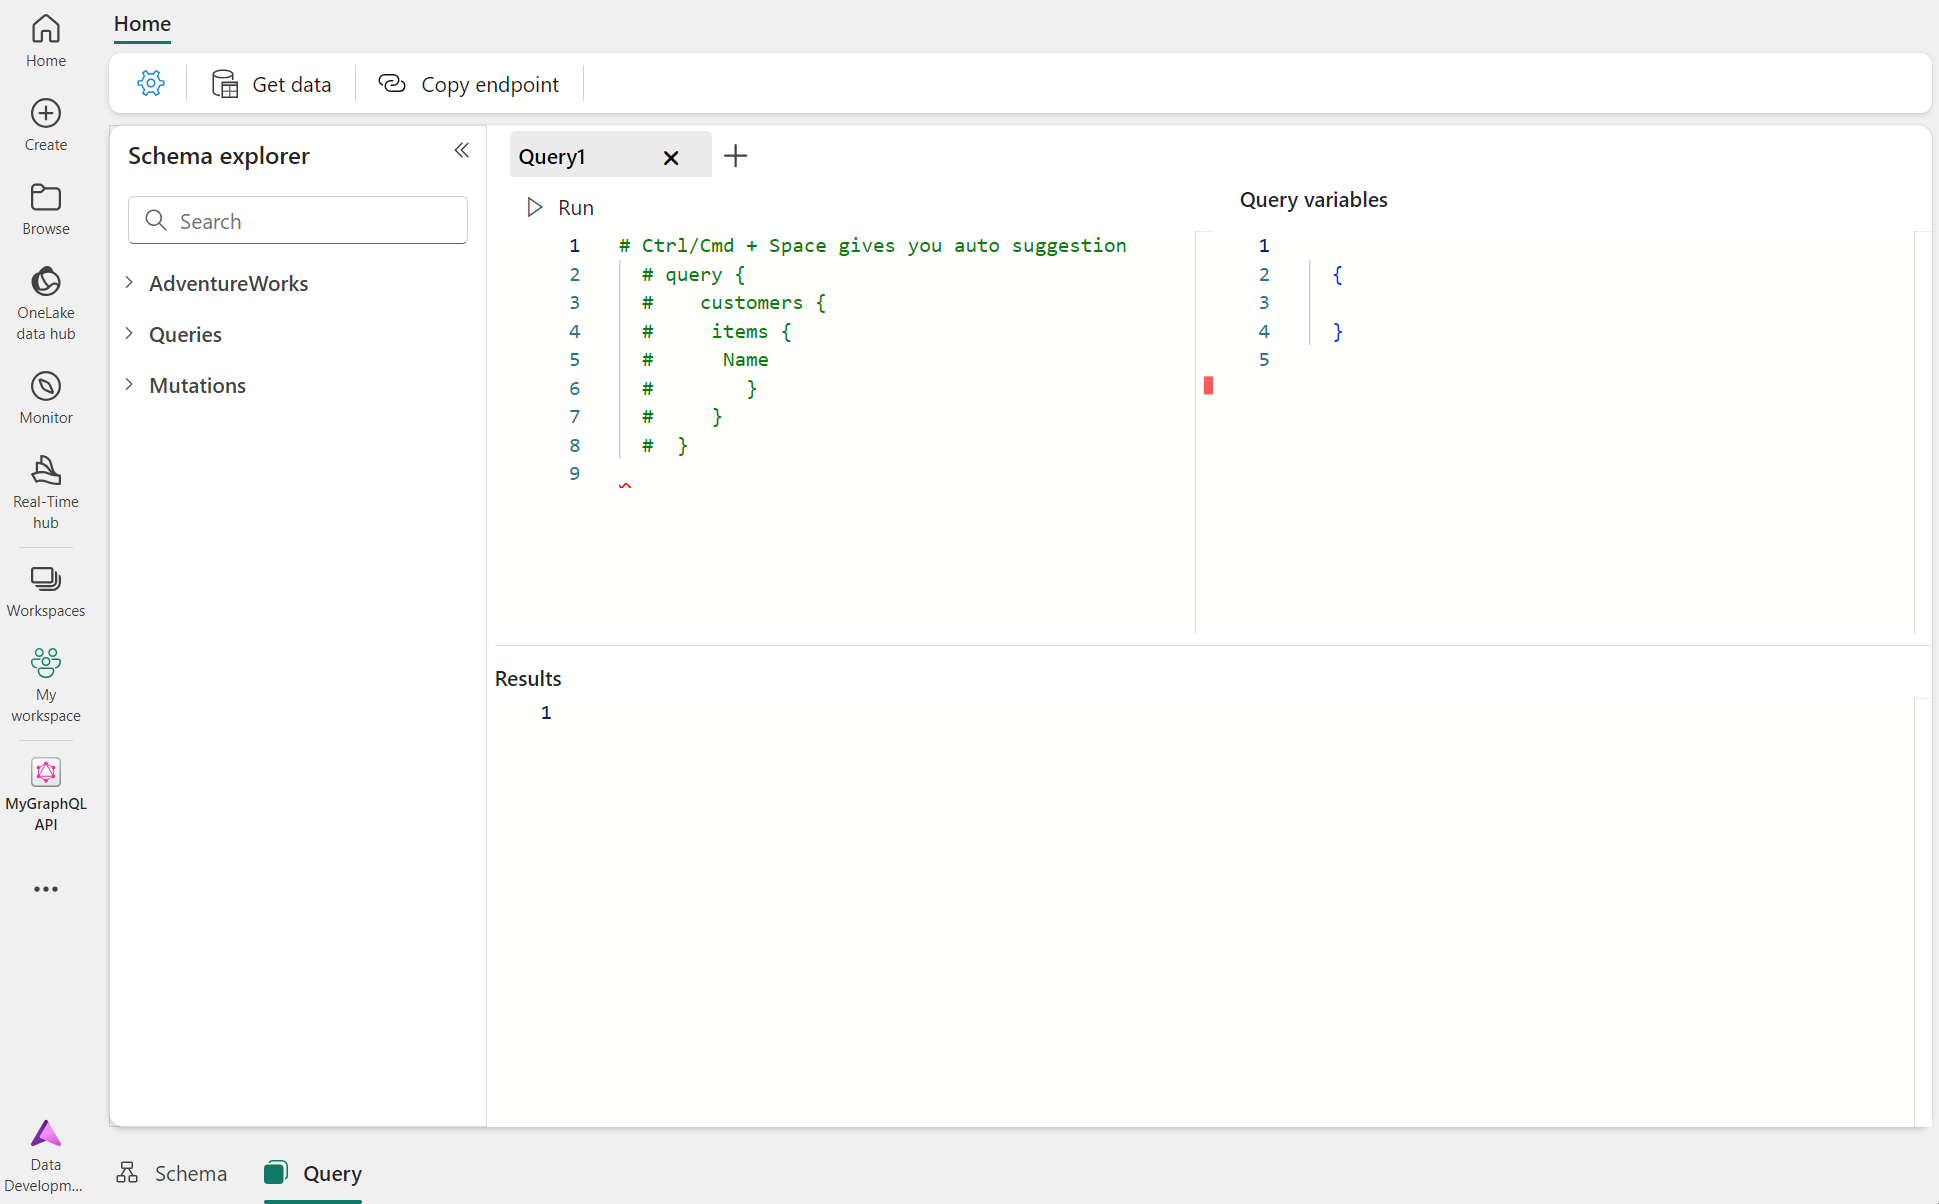 Home
Home
Create
Browse
OneLake
data hub
Monitor
Real-Time
hub
Workspaces
My
workspace
MyGraphQL
API
Data
Developm...
Get data
Copy endpoint
Schema explorer
Search
AdventureWorks
Queries
Mutations
Query1
Run
1 # Ctrl/Cmd + Space gives you auto suggestion
2 # query {
3 # customers {
4 # items {
5 # Name
6 # }
7 # }
8 # }
9
Query variables
1
2 {
3
4 }
5
Results
1
Schema
Query